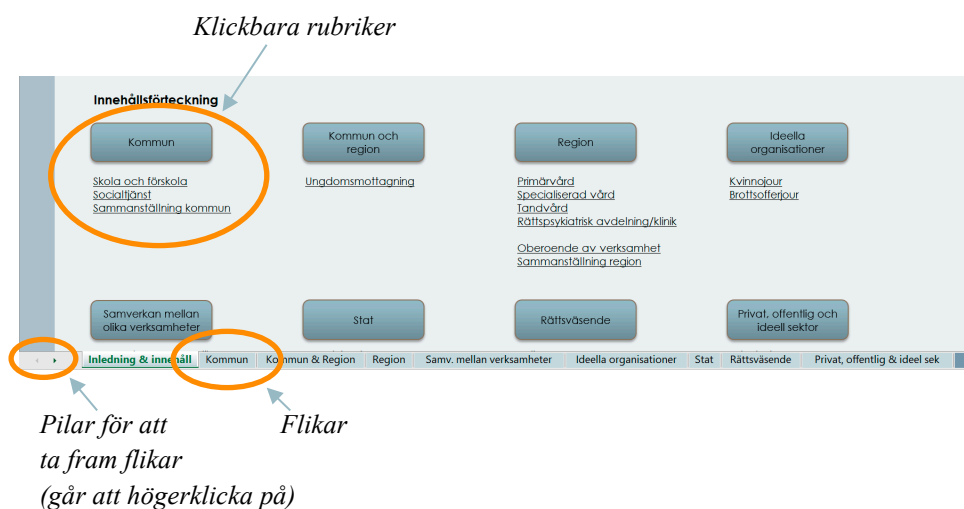 Klickbara rubriker
Innehållsförteckning
Kommun
Skola och förskola
Socialtjänst
Sammanställning kommun
Kommun och
region
Ungdomsmottagning
Region
Primärvård
Specialiserad vård
Tandvård
Rättspsykiatrisk avdelning/klinik
Oberoende av verksamhet
Sammanställning region
Ideella
organisationer
Kvinnojour
Brottsofferjour
Samverkan mellan
olika verksamheter
Stat
Rättsväsende
Privat, offentlig och
ideell sektor
Inledning & innehåll Kommun Kommun & Region Region Samv. mellan verksamheter Ideella organisationer Stat Rättsväsende Privat, offentlig & ideel sek
Pilar för att
ta fram flikar
(går att högerklicka på)
Flikar